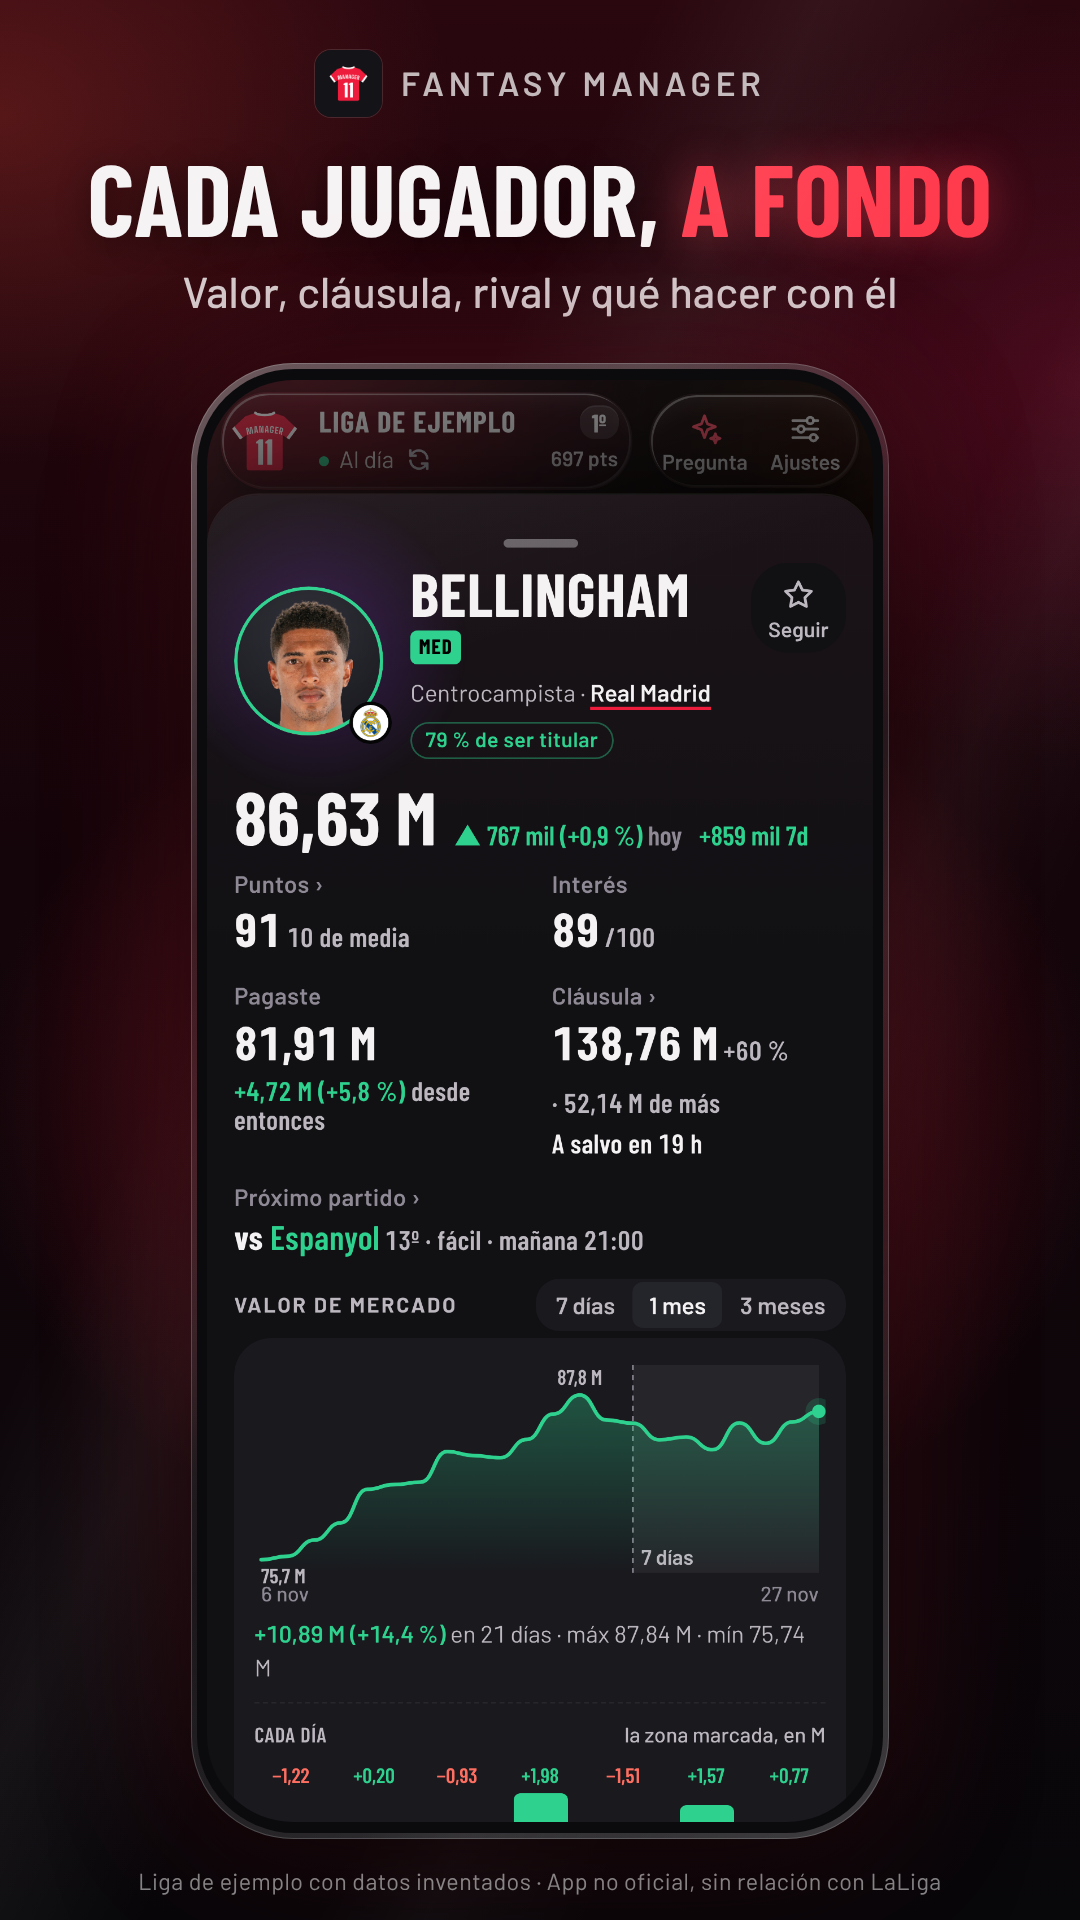 MANAGER
11
FANTASY MANAGER
CADA JUGADOR, A FONDO
Valor, cláusula, rival y qué hacer con él
MANAGER
11
LIGA DE EJEMPLO
1º
Al día
697 pts
Pregunta
Ajustes
BELLINGHAM
MED
Seguir
Centrocampista · Real Madrid
79 % de ser titular
86,63 M ▲ 767 mil (+0,9 %) hoy +859 mil 7d
Puntos ›
Interés
91 10 de media
89 /100
Pagaste
Cláusula ›
81,91 M
138,76 M +60 %
+4,72 M (+5,8 %) desde
entonces
· 52,14 M de más
A salvo en 19 h
Próximo partido ›
vs Espanyol 13º · fácil · mañana 21:00
VALOR DE MERCADO
7 días
1 mes
3 meses
87,8 M
7 días
75,7 M
6 nov
27 nov
+10,89 M (+14,4 %) en 21 días · máx 87,84 M · mín 75,74
M
CADA DÍA
la zona marcada, en M
−1,22 +0,20 −0,93 +1,98 −1,51 +1,57 +0,77
Liga de ejemplo con datos inventados · App no oficial, sin relación con LaLiga